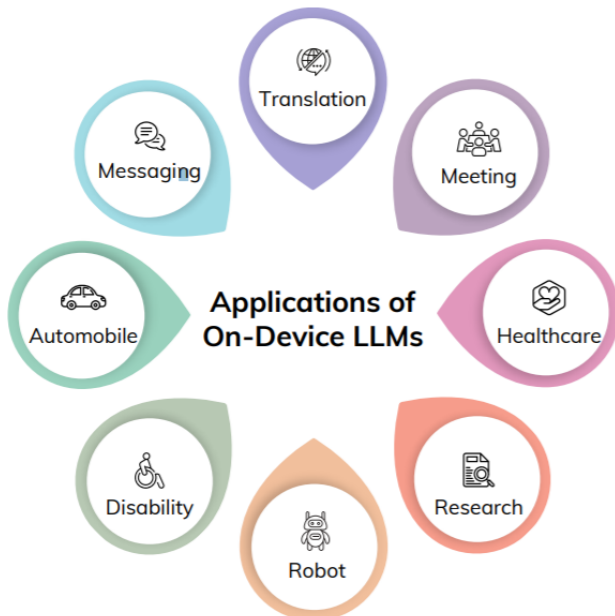 Translation
Meeting
Healthcare
Research
Robot
Disability
Automobile
Messaging
Applications of
On-Device LLMs